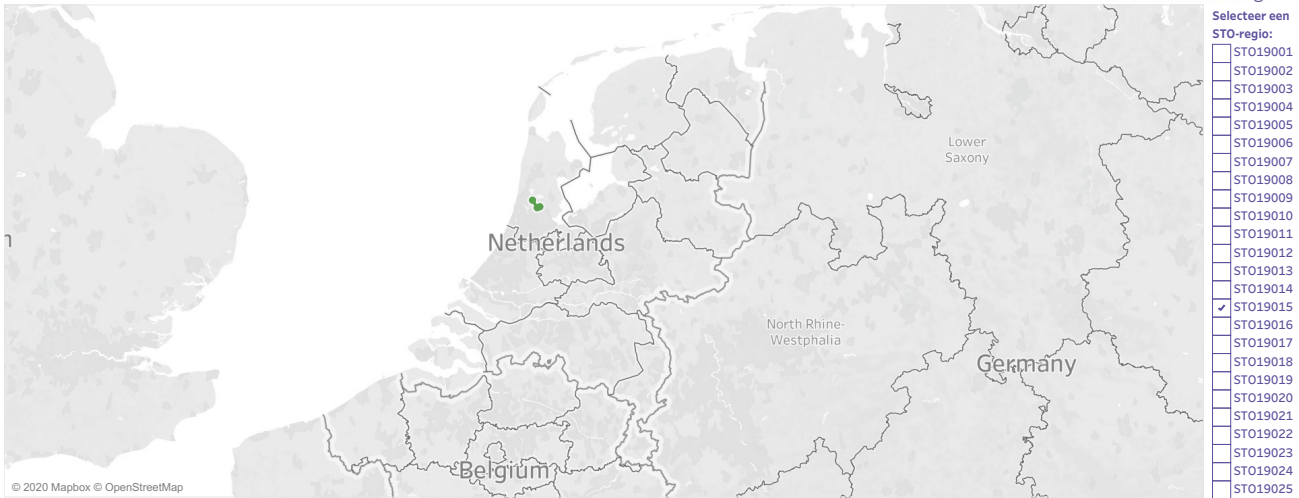 Selecteer een
STO-regio:
STO19001
STO19002
STO19003
STO19004
STO19005
STO19006
STO19007
STO19008
STO19009
STO19010
STO19011
STO19012
STO19013
STO19014
STO19015
STO19016
STO19017
STO19018
STO19019
STO19020
STO19021
STO19022
STO19023
STO19024
STO19025
Lower
Saxony
Netherlands
North Rhine-
Westphalia
Germany
Belgium
© 2020 Mapbox © OpenStreetMap